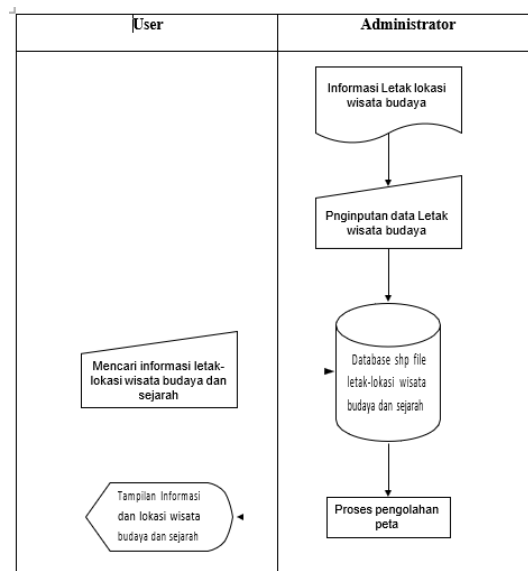 User
Administrator
Informasi Letak lokasi
wisata budaya
Pnginputan data Letak
wisata budaya
Mencari informasi letak-
lokasi wisata budaya dan
sejarah
Database shp file
letak-lokasi wisata
budaya dan sejarah
Tampilan Informasi
dan lokasi wisata
budaya dan sejarah
Proses pengolahan
peta